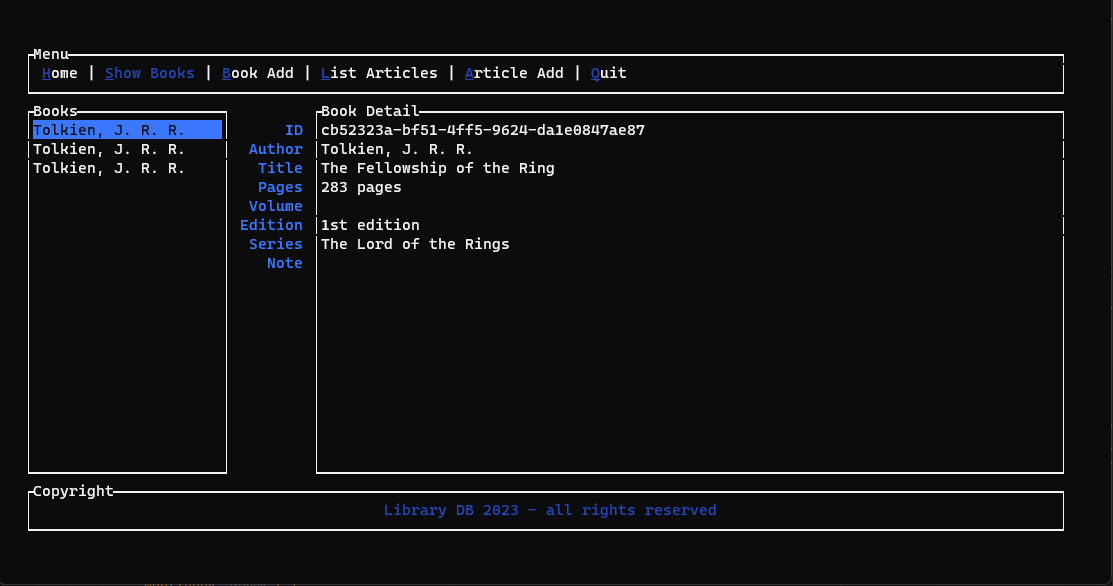 Menu
Home | Show Books | Book Add | List Articles | Article Add | Quit
Books
Tolkien, J. R. R.
Tolkien, J. R. R.
Tolkien, J. R. R.
Book Detail
ID cb52323a-bf51-4ff5-9624-da1e0847ae87
Author Tolkien, J. R. R.
Title The Fellowship of the Ring
Pages 283 pages
Volume
Edition 1st edition
Series The Lord of the Rings
Note
Copyright
Library DB 2023 - all rights reserved